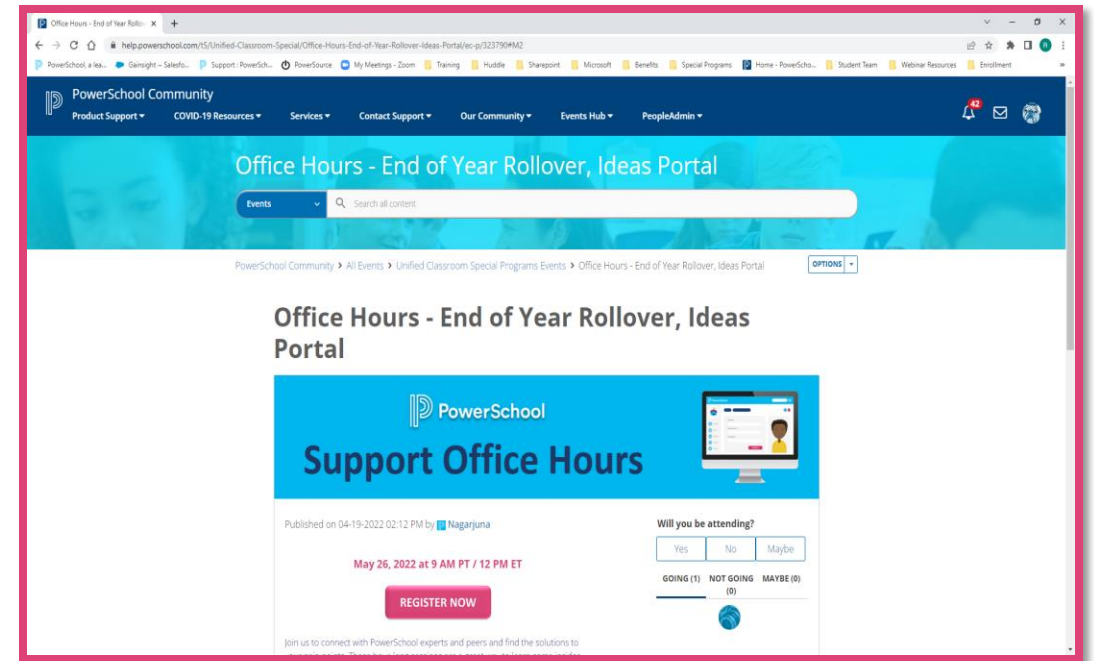 Office Hours - End of Year Rollo
help.powerschool.com/t5/Unified-Classroom-Special/Office-Hours-End-of-Year-Rollover-Ideas-Portal/ec-p/323790#M2
PowerSchool, a lea... Gainsight – Salesfo... Support : PowerSch... PowerSource My Meetings - Zoom Training Huddle Sharepoint Microsoft Benefits Special Programs Home - PowerScho... Student Team Webinar Resources Enrollment »
PowerSchool Community
Product Support COVID-19 Resources Services Contact Support Our Community Events Hub PeopleAdmin 42
Office Hours - End of Year Rollover, Ideas Portal
Events Search all content
PowerSchool Community > All Events > Unified Classroom Special Programs Events > Office Hours - End of Year Rollover, Ideas Portal OPTIONS
Office Hours - End of Year Rollover, Ideas
Portal
PowerSchool
Support Office Hours
Published on 04-19-2022 02:12 PM by Nagarjuna
Will you be attending?
Yes No Maybe
May 26, 2022 at 9 AM PT / 12 PM ET
GOING (1) NOT GOING (0) MAYBE (0)
REGISTER NOW
Join us to connect with PowerSchool experts and peers and find the solutions to